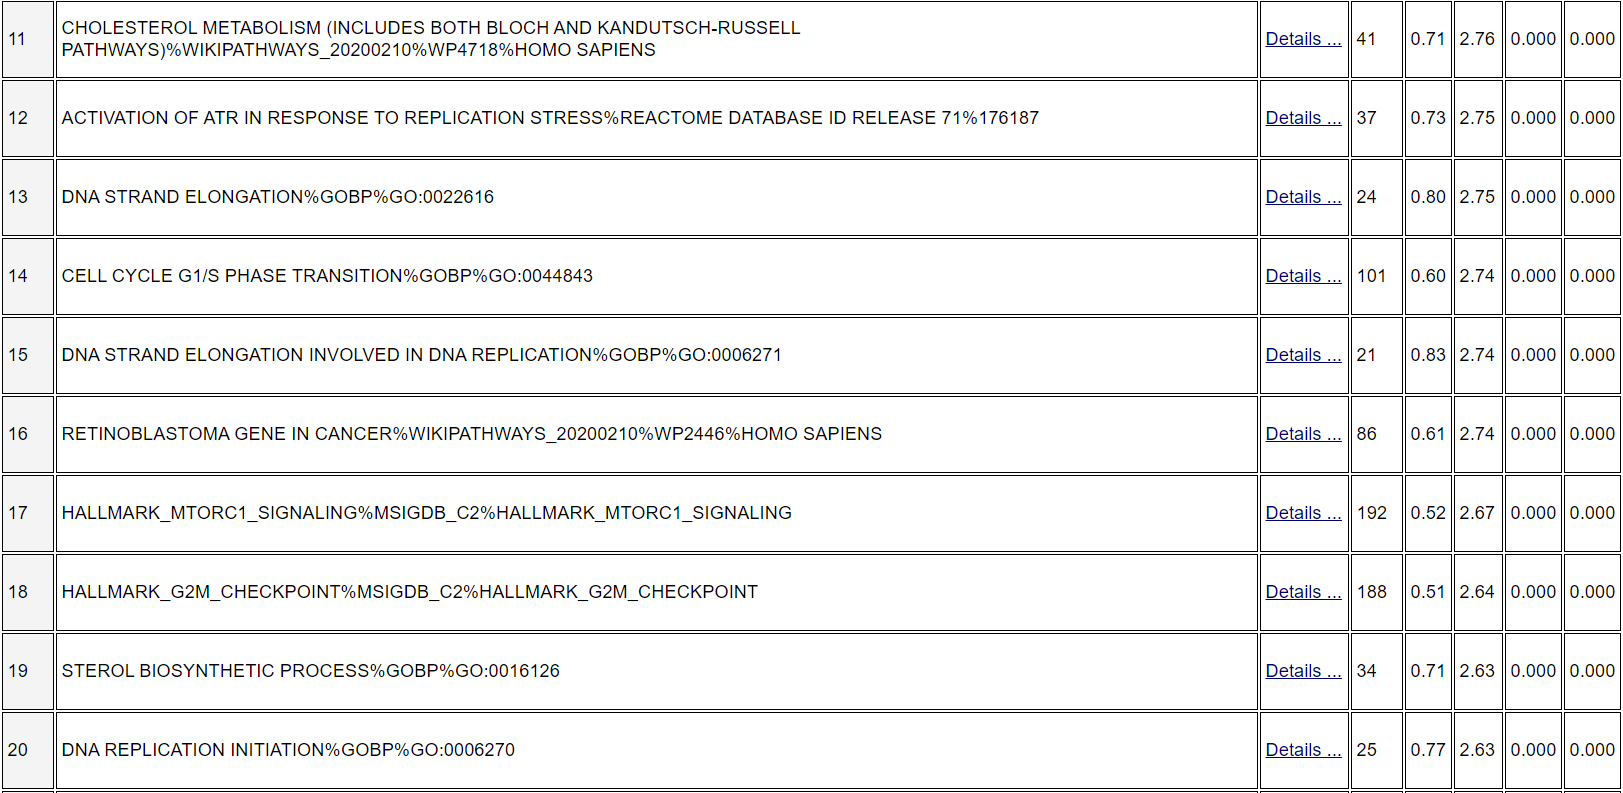 11 CHOLESTEROL METABOLISM (INCLUDES BOTH BLOCH AND KANDUTSCH-RUSSELL
PATHWAYS)%WIKIPATHWAYS_20200210%WP4718%HOMO SAPIENS Details ... 41 0.71 2.76 0.000 0.000
12 ACTIVATION OF ATR IN RESPONSE TO REPLICATION STRESS%REACTOME DATABASE ID RELEASE 71%176187 Details ... 37 0.73 2.75 0.000 0.000
13 DNA STRAND ELONGATION%GOBP%GO:0022616 Details ... 24 0.80 2.75 0.000 0.000
14 CELL CYCLE G1/S PHASE TRANSITION%GOBP%GO:0044843 Details ... 101 0.60 2.74 0.000 0.000
15 DNA STRAND ELONGATION INVOLVED IN DNA REPLICATION%GOBP%GO:0006271 Details ... 21 0.83 2.74 0.000 0.000
16 RETINOBLASTOMA GENE IN CANCER%WIKIPATHWAYS_20200210%WP2446%HOMO SAPIENS Details ... 86 0.61 2.74 0.000 0.000
17 HALLMARK_MTORC1_SIGNALING%MSIGDB_C2%HALLMARK_MTORC1_SIGNALING Details ... 192 0.52 2.67 0.000 0.000
18 HALLMARK_G2M_CHECKPOINT%MSIGDB_C2%HALLMARK_G2M_CHECKPOINT Details ... 188 0.51 2.64 0.000 0.000
19 STEROL BIOSYNTHETIC PROCESS%GOBP%GO:0016126 Details ... 34 0.71 2.63 0.000 0.000
20 DNA REPLICATION INITIATION%GOBP%GO:0006270 Details ... 25 0.77 2.63 0.000 0.000